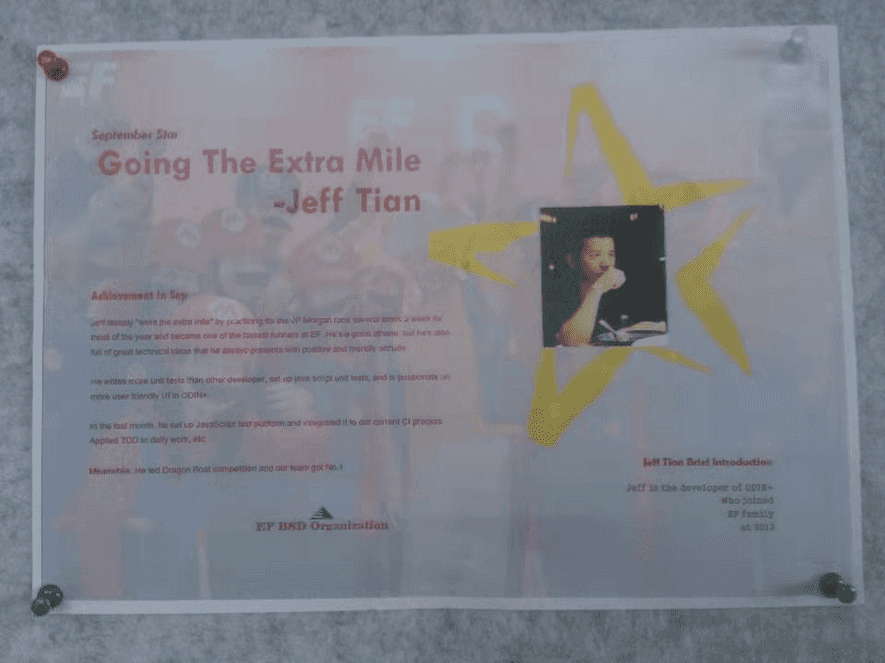 EF
September Star
Going The Extra Mile
-Jeff Tian
Achievement in Sep
Jeff literally "went the extra mile" by practicing for the JP Morgan race several times a week for
most of the year and became one of the fastest runners at EF. He's a great athlete, but he's also
full of great technical ideas that he always presents with positive and friendly attitude.
He writes more unit tests than other developer, set up java script unit tests, and is passionate on
more user friendly UI in ODIN+.
In the last month, he set up JavaScript test platform and integrated it to our current CI process
Applied TDD in daily work, etc.
Meanwhile, He led Dragon Boat competition and our team got No.1
EF BSD Organization
Jeff Tian Brief Introduction
Jeff is the developer of ODIN+
Who joined
EF family
at 2013